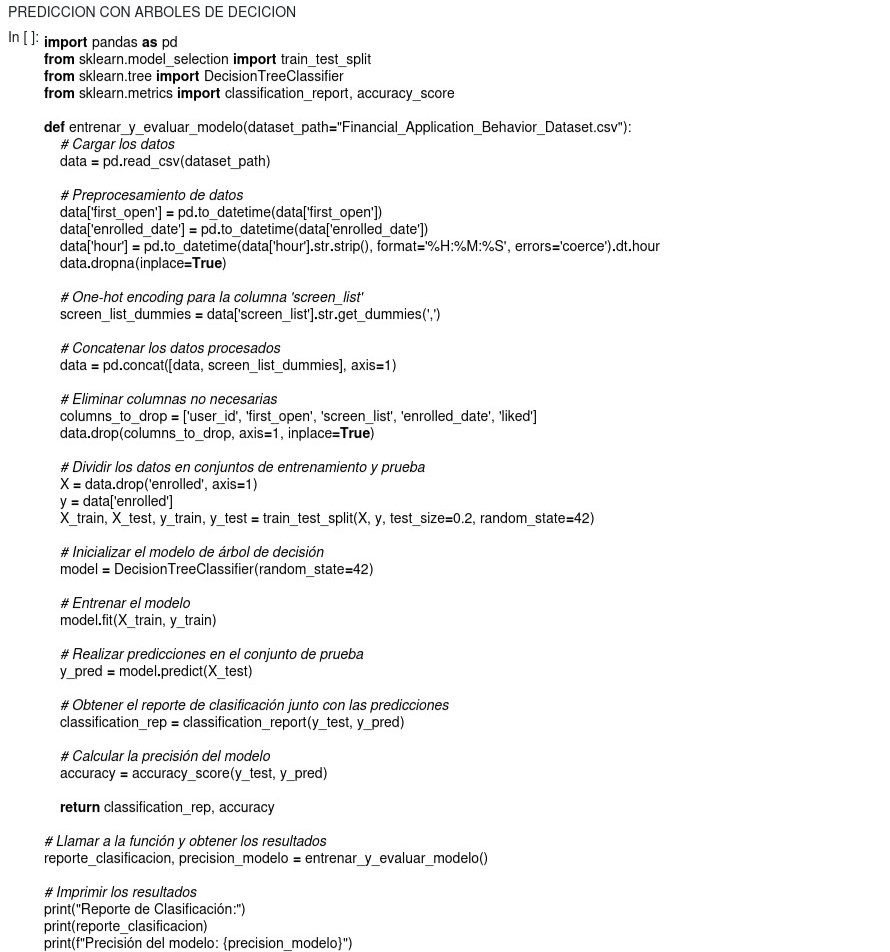 PREDICCION CON ARBOLES DE DECICION
In [ ]: import pandas as pd
from sklearn.model_selection import train_test_split
from sklearn.tree import DecisionTreeClassifier
from sklearn.metrics import classification_report, accuracy_score
def entrenar_y_evaluar_modelo(dataset_path="Financial_Application_Behavior_Dataset.csv"):
# Cargar los datos
data = pd.read_csv(dataset_path)
# Preprocesamiento de datos
data['first_open'] = pd.to_datetime(data['first_open'])
data['enrolled_date'] = pd.to_datetime(data['enrolled_date'])
data['hour'] = pd.to_datetime(data['hour'].str.strip(), format='%H:%M:%S', errors='coerce').dt.hour
data.dropna(inplace=True)
# One-hot encoding para la columna 'screen_list'
screen_list_dummies = data['screen_list'].str.get_dummies(',')
# Concatenar los datos procesados
data = pd.concat([data, screen_list_dummies], axis=1)
# Eliminar columnas no necesarias
columns_to_drop = ['user_id', 'first_open', 'screen_list', 'enrolled_date', 'liked']
data.drop(columns_to_drop, axis=1, inplace=True)
# Dividir los datos en conjuntos de entrenamiento y prueba
X = data.drop('enrolled', axis=1)
y = data['enrolled']
X_train, X_test, y_train, y_test = train_test_split(X, y, test_size=0.2, random_state=42)
# Inicializar el modelo de árbol de decisión
model = DecisionTreeClassifier(random_state=42)
# Entrenar el modelo
model.fit(X_train, y_train)
# Realizar predicciones en el conjunto de prueba
y_pred = model.predict(X_test)
# Obtener el reporte de clasificación junto con las predicciones
classification_rep = classification_report(y_test, y_pred)
# Calcular la precisión del modelo
accuracy = accuracy_score(y_test, y_pred)
return classification_rep, accuracy
# Llamar a la función y obtener los resultados
reporte_clasificacion, precision_modelo = entrenar_y_evaluar_modelo()
# Imprimir los resultados
print("Reporte de Clasificación:")
print(reporte_clasificacion)
print(f"Precisión del modelo: {precision_modelo}")